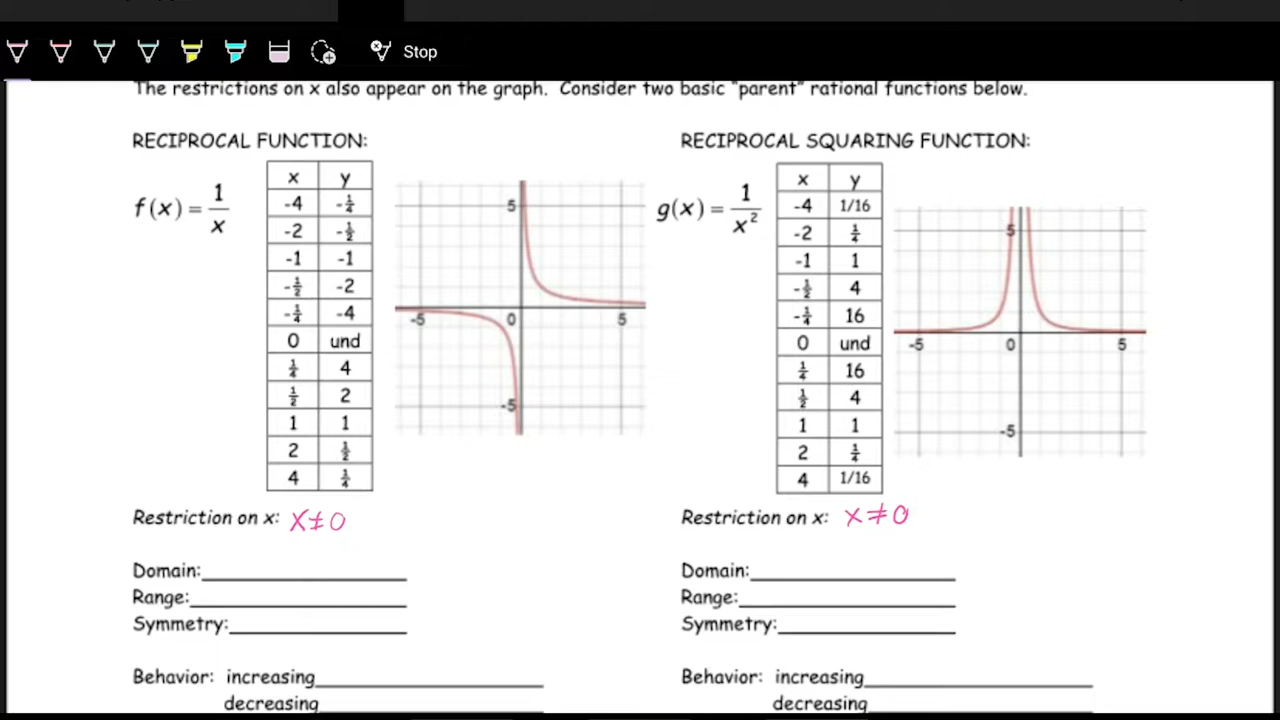 Stop
The restrictions on x also appear on the graph. Consider two basic "parent" rational functions below.
RECIPROCAL FUNCTION:
f(x) = 1/x
x y
-4 -1/4
-2 -1/2
-1 -1
-1/2 -2
-1/4 -4
0 und
1/4 4
1/2 2
1 1
2 1/2
4 1/4
5
-5 0 5
-5
Restriction on x: x≠0
Domain:
Range:
Symmetry:
Behavior: increasing
decreasing
RECIPROCAL SQUARING FUNCTION:
g(x) = 1/x²
x y
-4 1/16
-2 1/4
-1 1
-1/2 4
-1/4 16
0 und
1/4 16
1/2 4
1 1
2 1/4
4 1/16
5
-5 0 5
-5
Restriction on x: x≠0
Domain:
Range:
Symmetry:
Behavior: increasing
decreasing